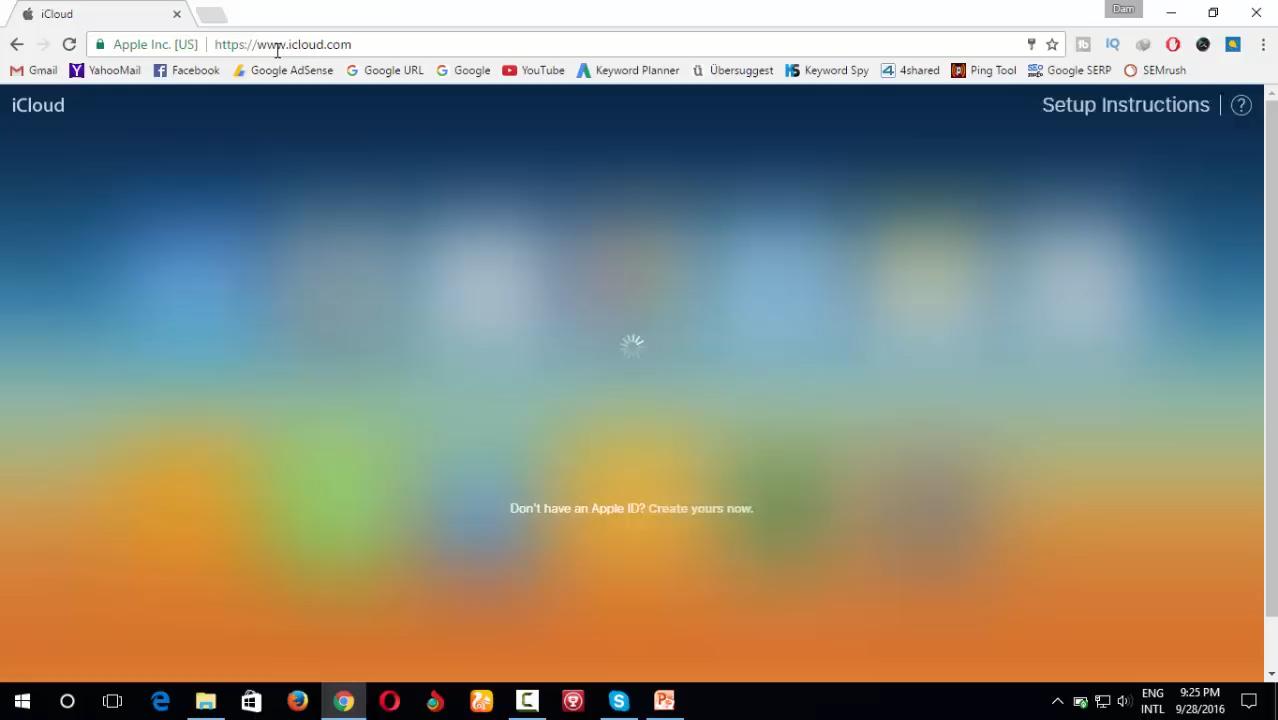 iCloud
Dam
Apple Inc. [US]
https://www.icloud.com
Gmail
YahooMail
Facebook
Google AdSense
Google URL
Google
YouTube
Keyword Planner
Übersuggest
Keyword Spy
4shared
Ping Tool
Google SERP
SEMrush
iCloud
Setup Instructions
Don't have an Apple ID? Create yours now.
ENG
INTL
9:25 PM
9/28/2016